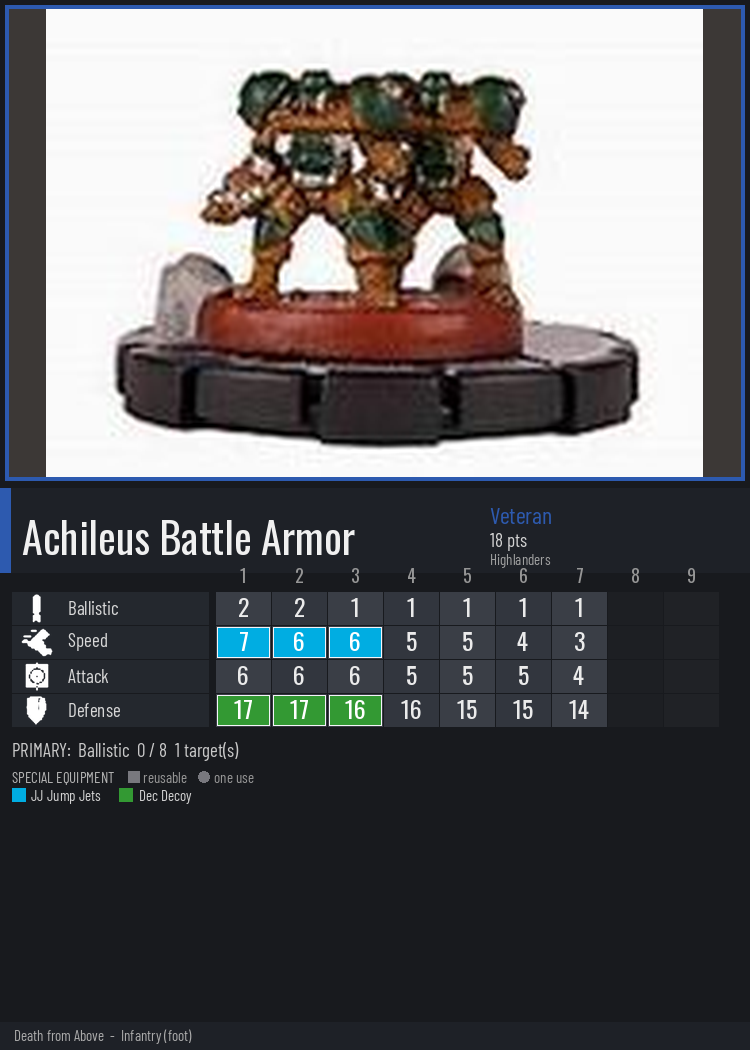 Achileus Battle Armor
Veteran
18 pts
Highlanders
1 2 3 4 5 6 7 8 9
Ballistic 2 2 1 1 1 1 1
Speed 7 6 6 5 5 4 3
Attack 6 6 6 5 5 5 4
Defense 17 17 16 16 15 15 14
PRIMARY: Ballistic 0 / 8 1 target(s)
SPECIAL EQUIPMENT reusable one use
JJ Jump Jets Dec Decoy
Death from Above - Infantry (foot)